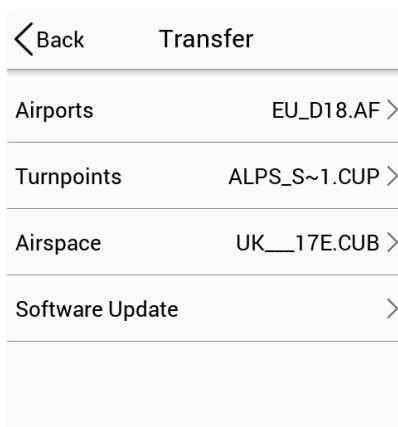 Back Transfer
Airports EU_D18.AF
Turnpoints ALPS_S~1.CUP
Airspace UK___17E.CUB
Software Update